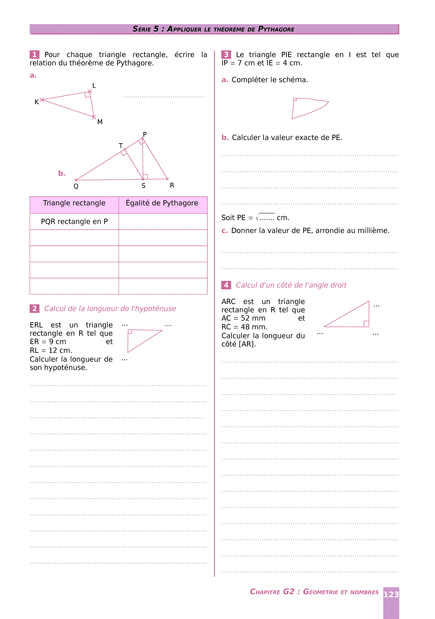 SÉRIE 5 : APPLIQUER LE THÉORÈME DE PYTHAGORE
1 Pour chaque triangle rectangle, écrire la
relation du théorème de Pythagore.
a.
L
K
M
P
T
b.
Q
S
R
Triangle rectangle
Égalité de Pythagore
PQR rectangle en P
2 Calcul de la longueur de l'hypoténuse
ERL est un triangle
rectangle en R tel que
ER = 9 cm et
RL = 12 cm.
Calculer la longueur de
son hypoténuse.
... ...
...
3 Le triangle PIE rectangle en I est tel que
IP = 7 cm et IE = 4 cm.
a. Compléter le schéma.
b. Calculer la valeur exacte de PE.
Soit PE = √....... cm.
c. Donner la valeur de PE, arrondie au millième.
4 Calcul d'un côté de l'angle droit
ARC est un triangle
rectangle en R tel que
AC = 52 mm et
RC = 48 mm.
Calculer la longueur du
côté [AR].
...
... ...
CHAPITRE G2 : GÉOMÉTRIE ET NOMBRES 123